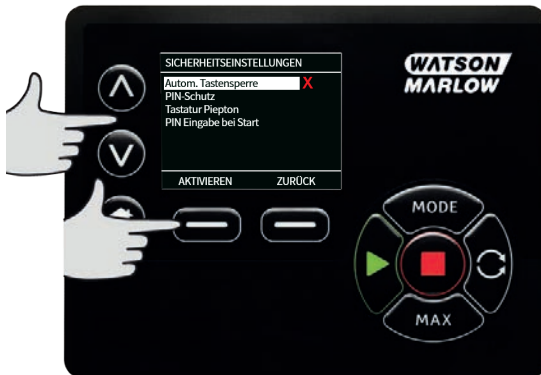 SICHERHEITSEINSTELLUNGEN
Autom. Tastensperre X
PIN-Schutz
Tastatur Piepton
PIN Eingabe bei Start
AKTIVIEREN ZURÜCK
WATSON
MARLOW
MODE
MAX